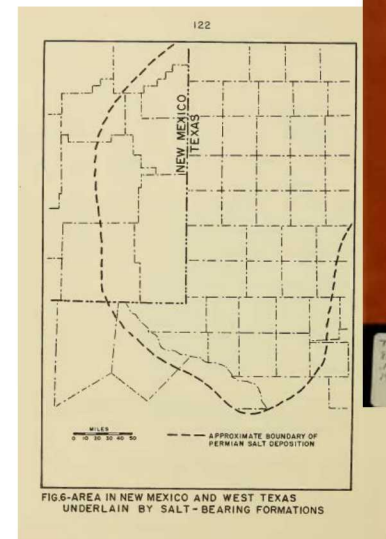 122
NEW MEXICO
TEXAS
MILES
0 10 20 30 40 50
APPROXIMATE BOUNDARY OF
PERMIAN SALT DEPOSITION
FIG.6-AREA IN NEW MEXICO AND WEST TEXAS
UNDERLAIN BY SALT-BEARING FORMATIONS